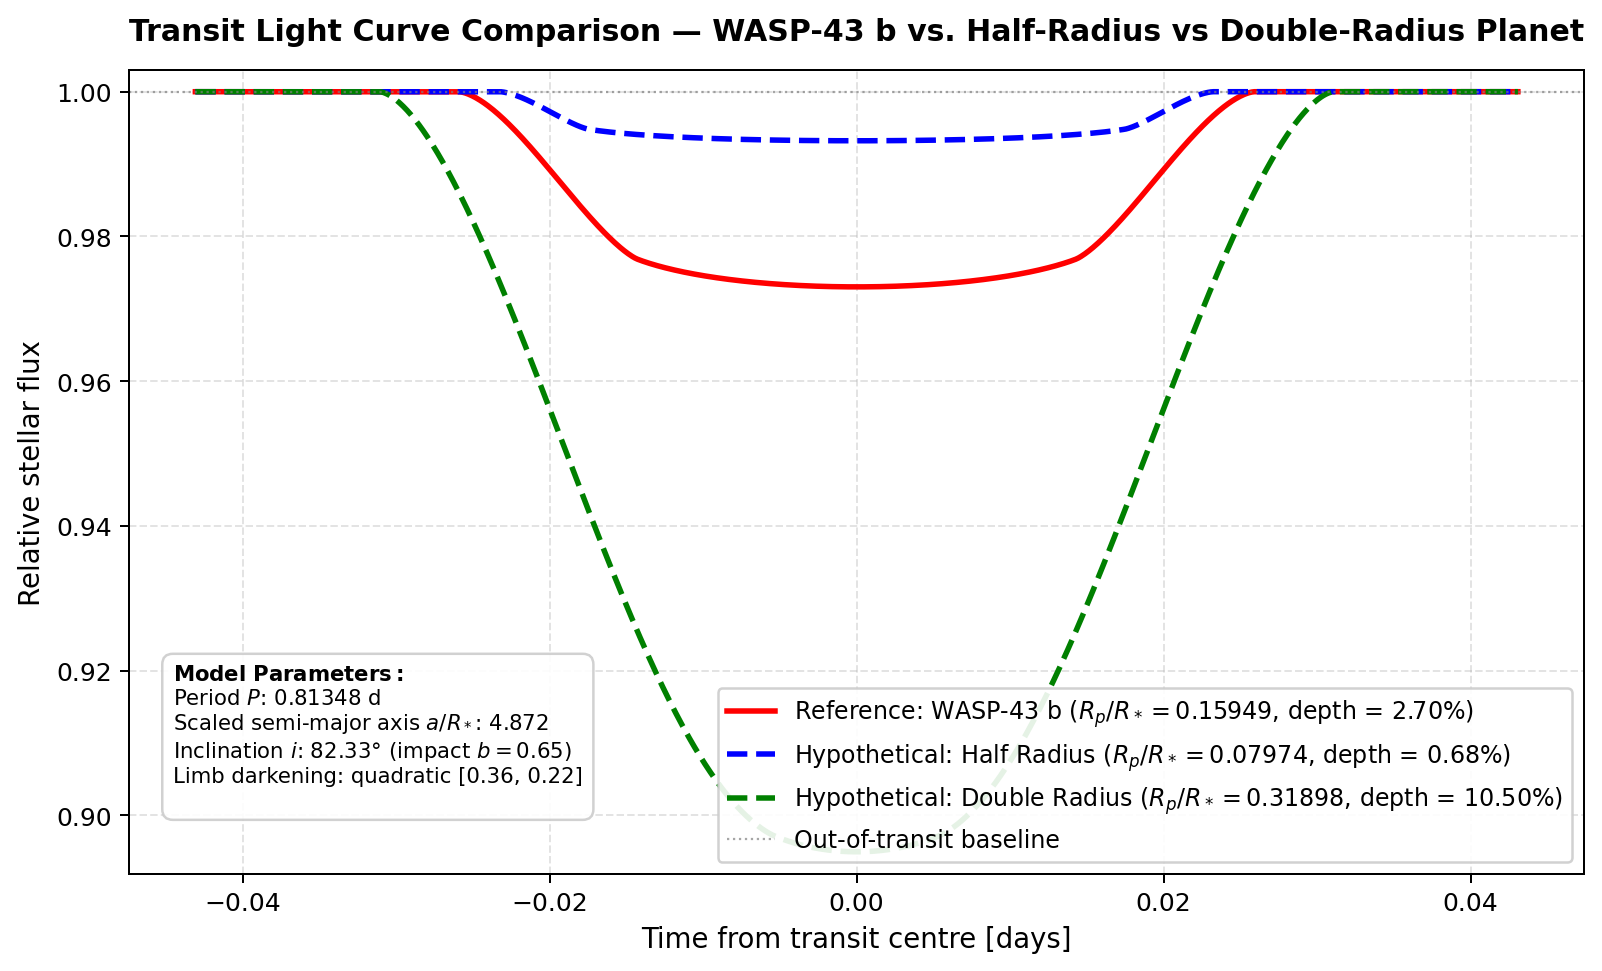 Transit Light Curve Comparison — WASP-43 b vs. Half-Radius vs Double-Radius Planet
Relative stellar flux
1.00
0.98
0.96
0.94
0.92
0.90
Model Parameters:
Period P: 0.81348 d
Scaled semi-major axis a/R*: 4.872
Inclination i: 82.33° (impact b = 0.65)
Limb darkening: quadratic [0.36, 0.22]
Reference: WASP-43 b (Rp/R* = 0.15949, depth = 2.70%)
Hypothetical: Half Radius (Rp/R* = 0.07974, depth = 0.68%)
Hypothetical: Double Radius (Rp/R* = 0.31898, depth = 10.50%)
Out-of-transit baseline
−0.04 −0.02 0.00 0.02 0.04
Time from transit centre [days]